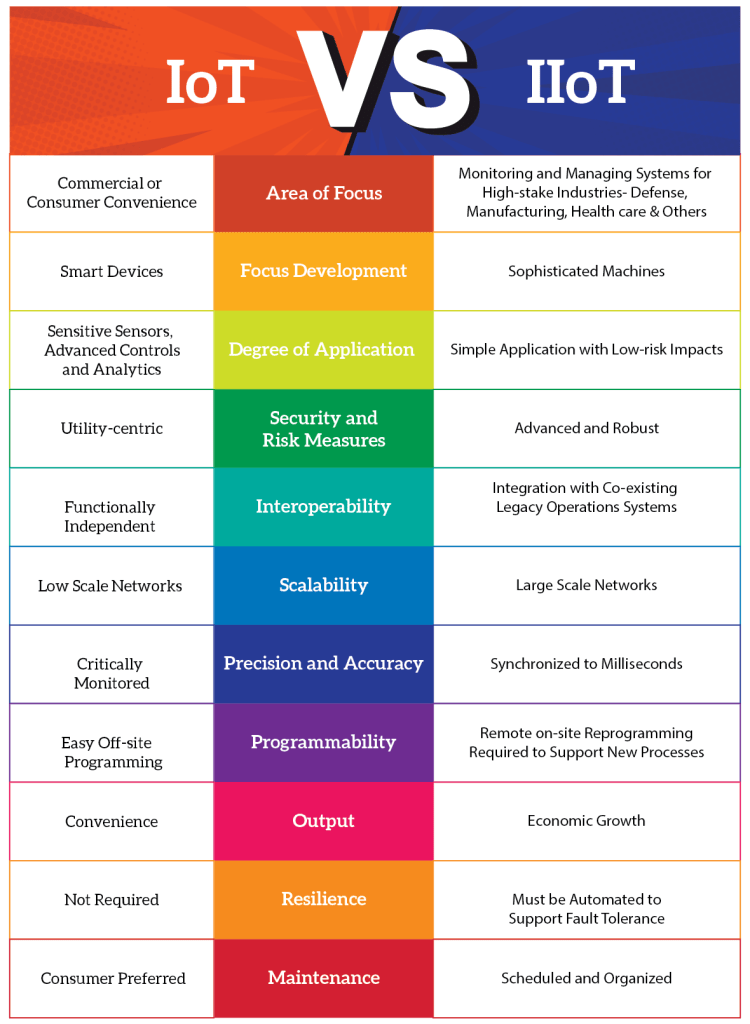 IoT VS IIoT
Commercial or
Consumer Convenience
Area of Focus
Monitoring and Managing Systems for
High-stake Industries- Defense,
Manufacturing, Health care & Others
Smart Devices
Focus Development
Sophisticated Machines
Sensitive Sensors,
Advanced Controls
and Analytics
Degree of Application
Simple Application with Low-risk Impacts
Utility-centric
Security and
Risk Measures
Advanced and Robust
Functionally
Independent
Interoperability
Integration with Co-existing
Legacy Operations Systems
Low Scale Networks
Scalability
Large Scale Networks
Critically
Monitored
Precision and Accuracy
Synchronized to Milliseconds
Easy Off-site
Programming
Programmability
Remote on-site Reprogramming
Required to Support New Processes
Convenience
Output
Economic Growth
Not Required
Resilience
Must be Automated to
Support Fault Tolerance
Consumer Preferred
Maintenance
Scheduled and Organized